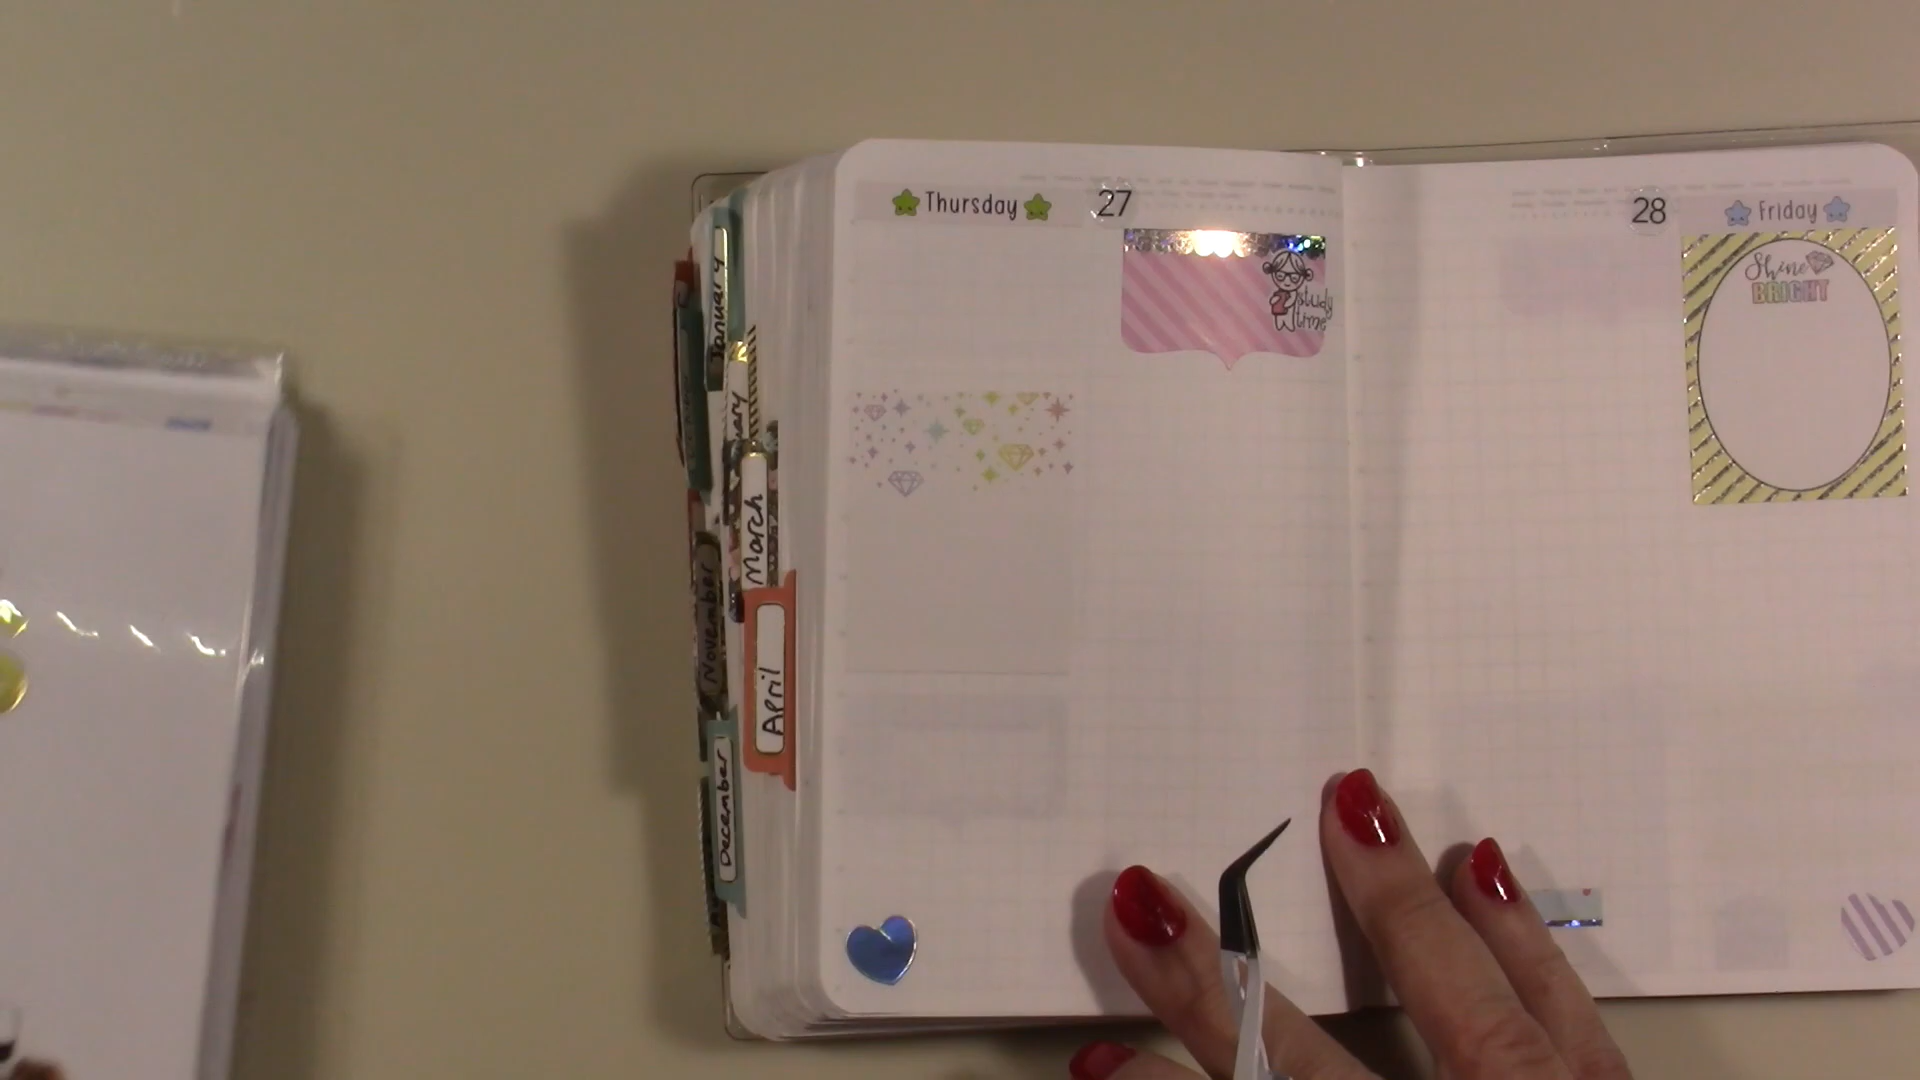 Thursday 27
study
time
28 Friday
Shine
BRIGHT
January
March
November
April
December